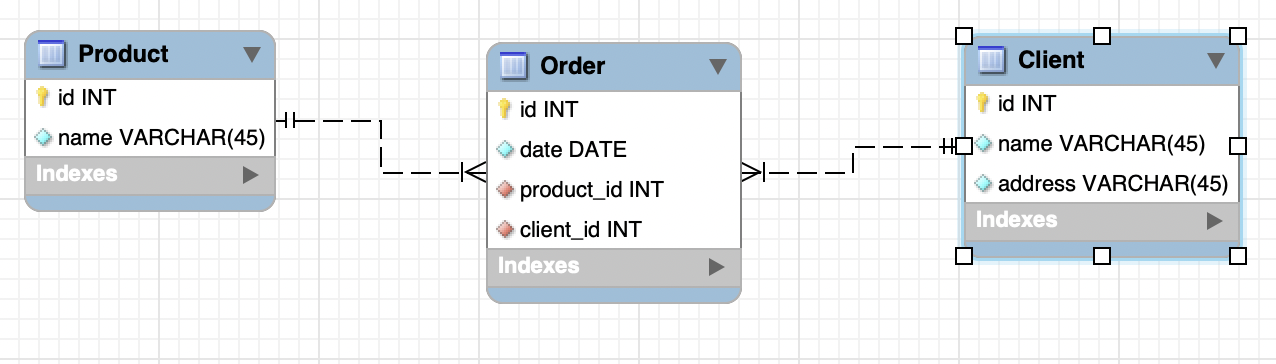 Product
id INT
name VARCHAR(45)
Indexes
Order
id INT
date DATE
product_id INT
client_id INT
Indexes
Client
id INT
name VARCHAR(45)
address VARCHAR(45)
Indexes